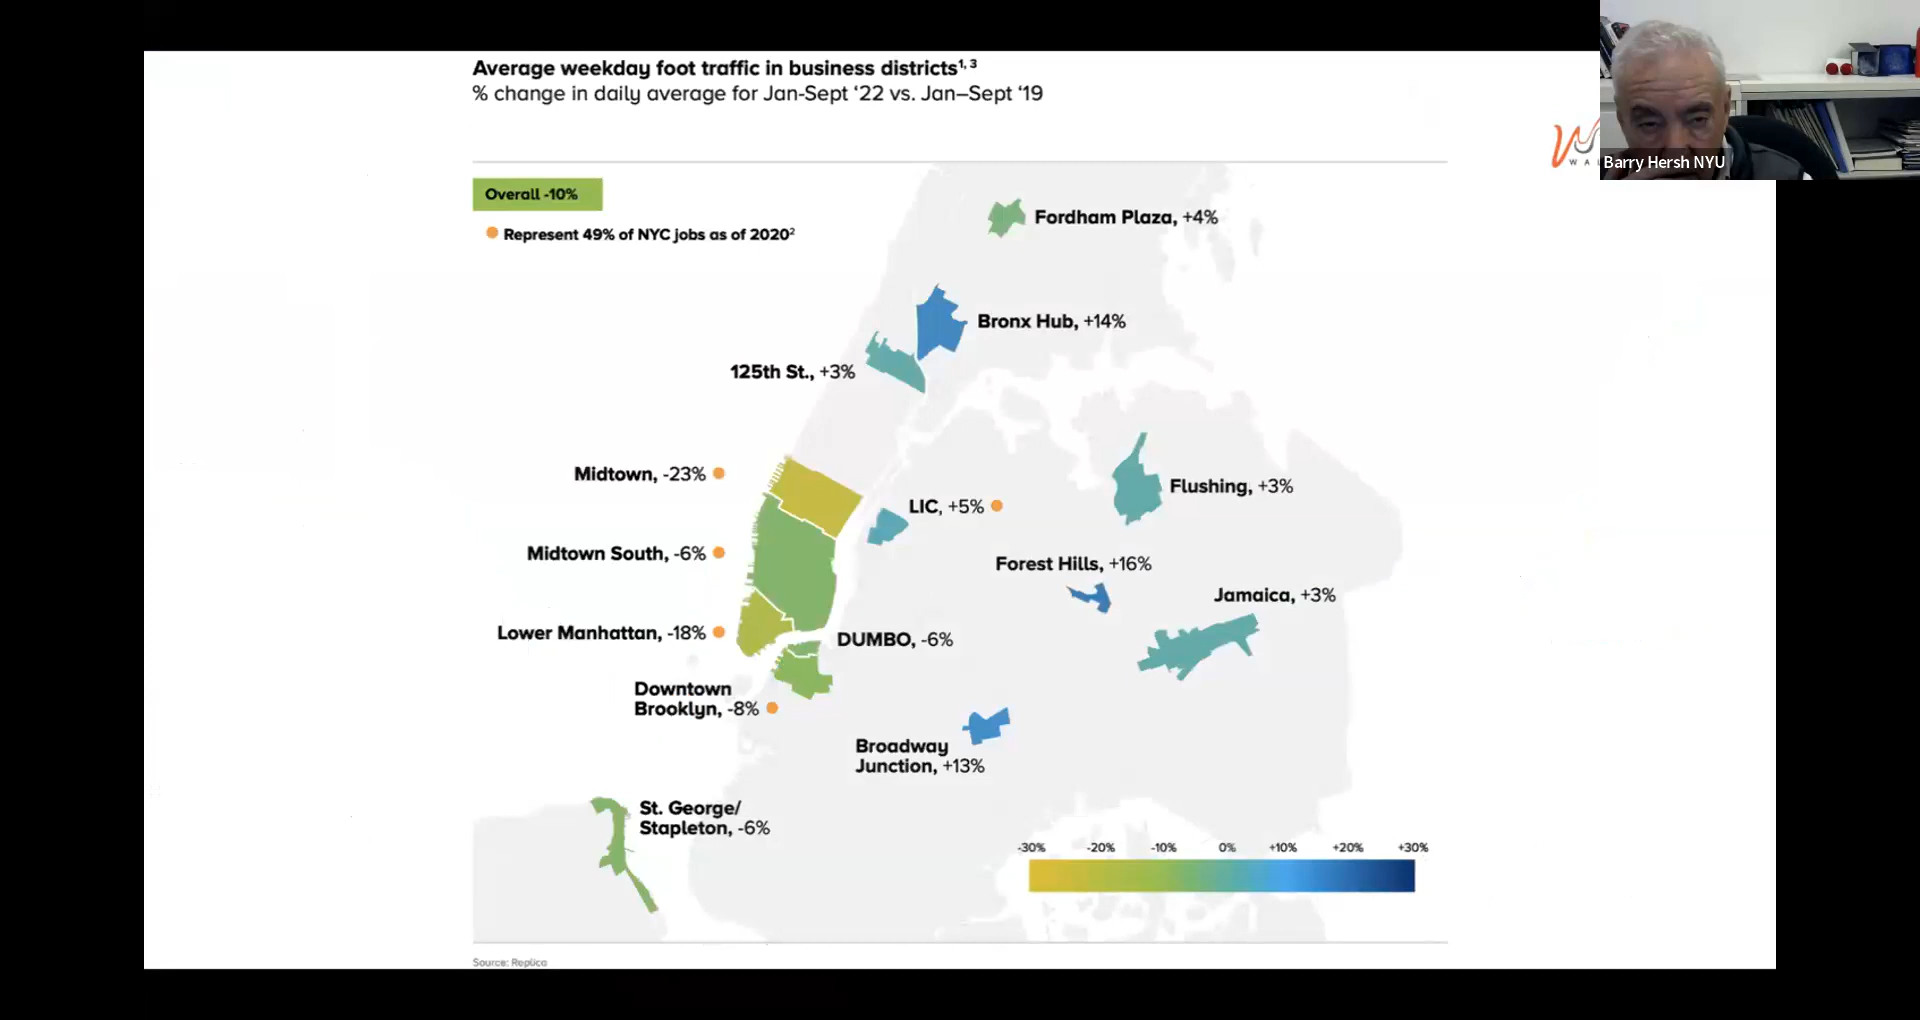 Average weekday foot traffic in business districts¹,³
% change in daily average for Jan-Sept ‘22 vs. Jan–Sept ‘19
Barry Hersh NYU
Overall -10%
Represent 49% of NYC jobs as of 2020²
Fordham Plaza, +4%
Bronx Hub, +14%
125th St., +3%
Midtown, -23%
Flushing, +3%
LIC, +5%
Midtown South, -6%
Forest Hills, +16%
Jamaica, +3%
Lower Manhattan, -18%
DUMBO, -6%
Downtown
Brooklyn, -8%
Broadway
Junction, +13%
St. George/
Stapleton, -6%
-30% -20% -10% 0% +10% +20% +30%
Source: Replica